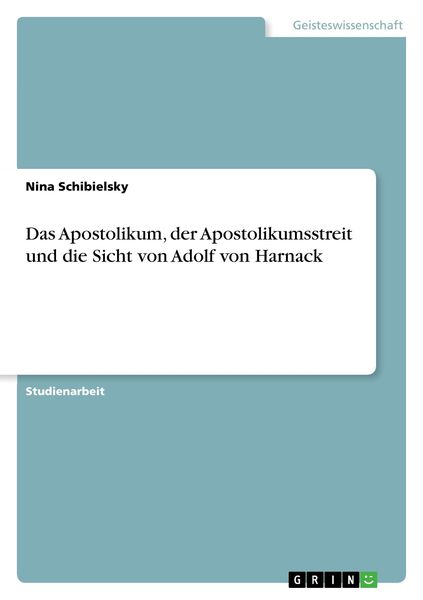 Geisteswissenschaft
Nina Schibielsky
Das Apostolikum, der Apostolikumsstreit
und die Sicht von Adolf von Harnack
Studienarbeit
GRIN